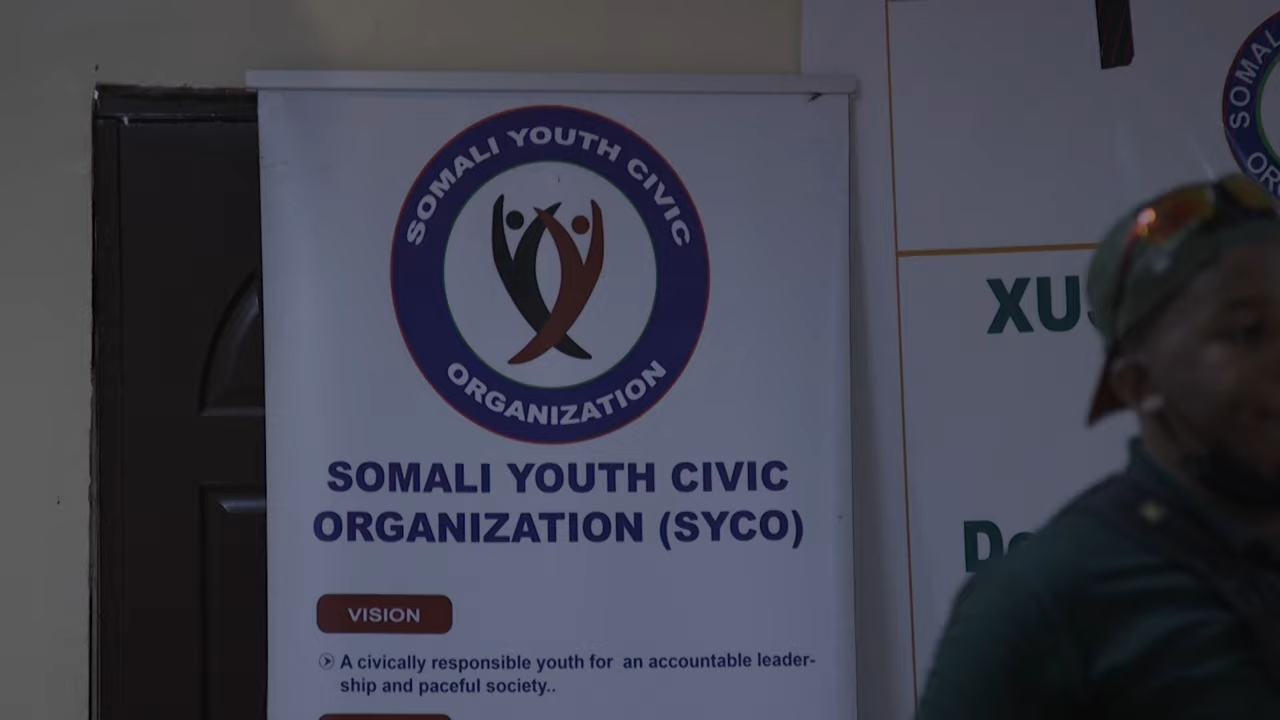 SOMALI YOUTH CIVIC
ORGANIZATION
SOMALI YOUTH CIVIC
ORGANIZATION (SYCO)
VISION
A civically responsible youth for an accountable leader-
ship and paceful society..
SOMALI